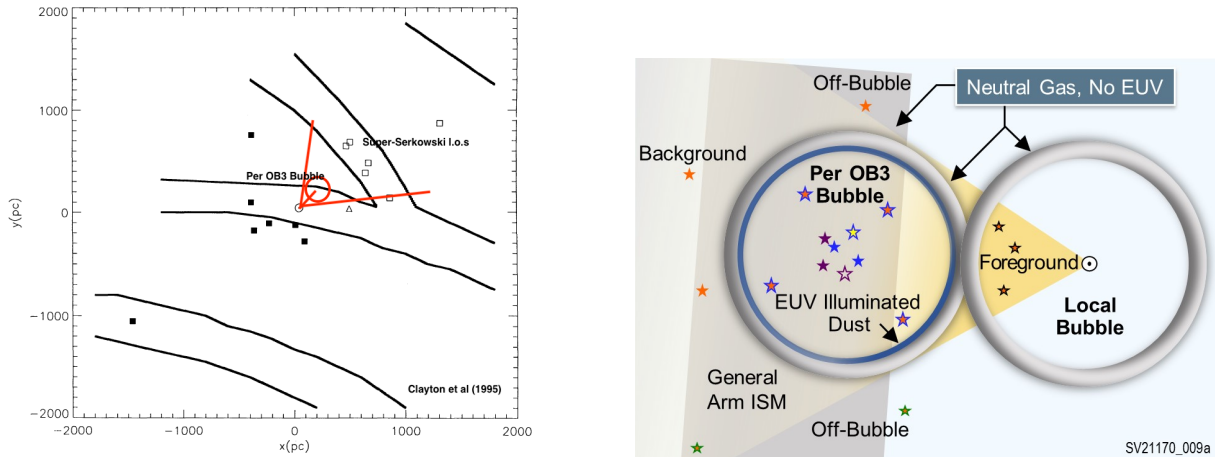 2000
1000
0
-1000
-2000
y(pc)
-2000
-1000
0
1000
2000
x(pc)
Super-Serkowski l.o.s
Per OB3 Bubble
Clayton et al (1995)
Off-Bubble
Neutral Gas, No EUV
Background
Per OB3
Bubble
Foreground
EUV Illuminated
Dust
Local
Bubble
General
Arm ISM
Off-Bubble
SV21170_009a